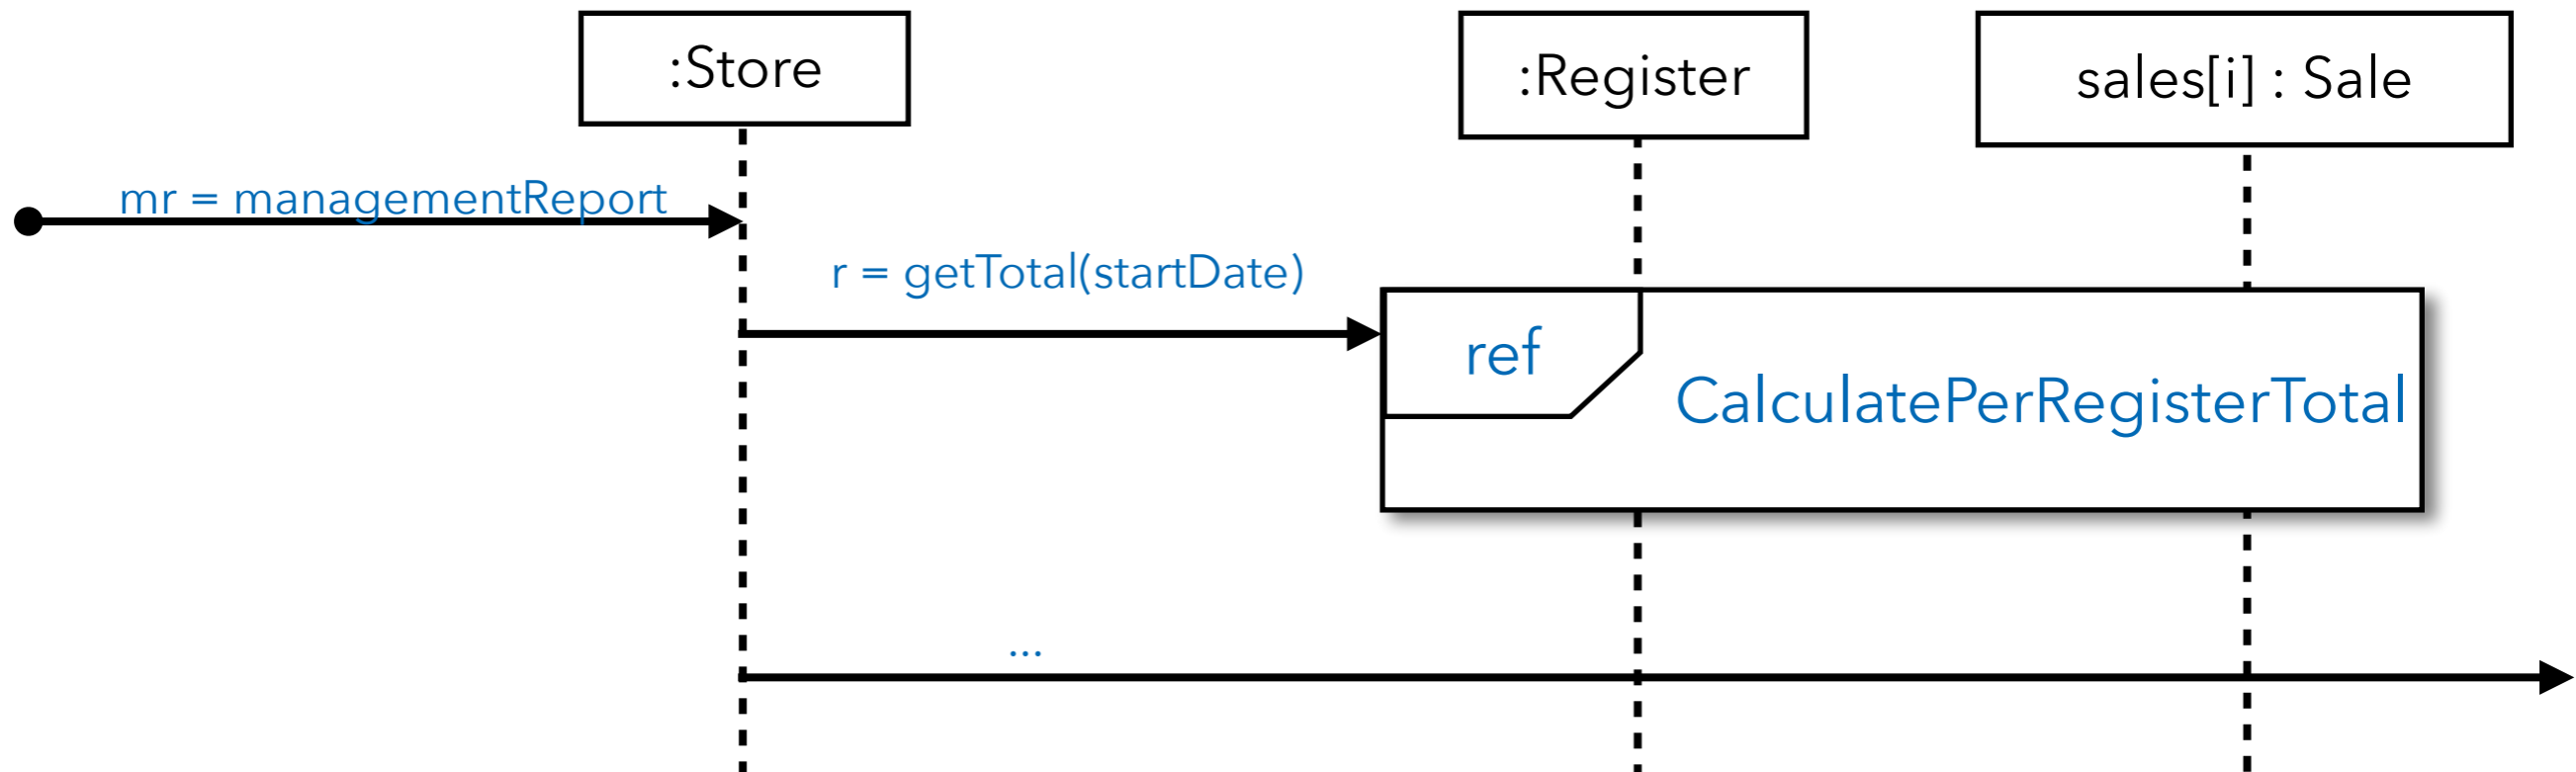 :Store
:Register
sales[i] : Sale
mr = managementReport
r = getTotal(startDate)
ref
CalculatePerRegisterTotal
...